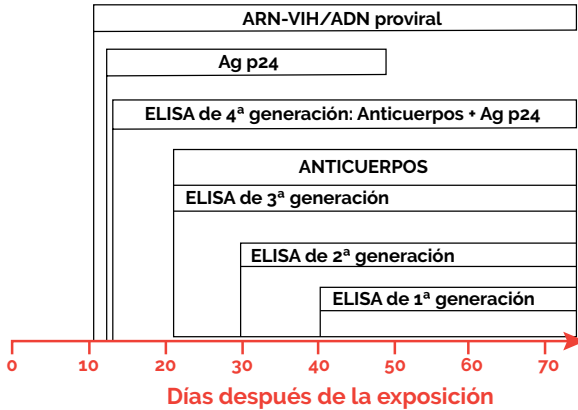 ARN-VIH/ADN proviral
Ag p24
ELISA de 4ª generación: Anticuerpos + Ag p24
ANTICUERPOS
ELISA de 3ª generación
ELISA de 2ª generación
ELISA de 1ª generación
0 10 20 30 40 50 60 70
Días después de la exposición